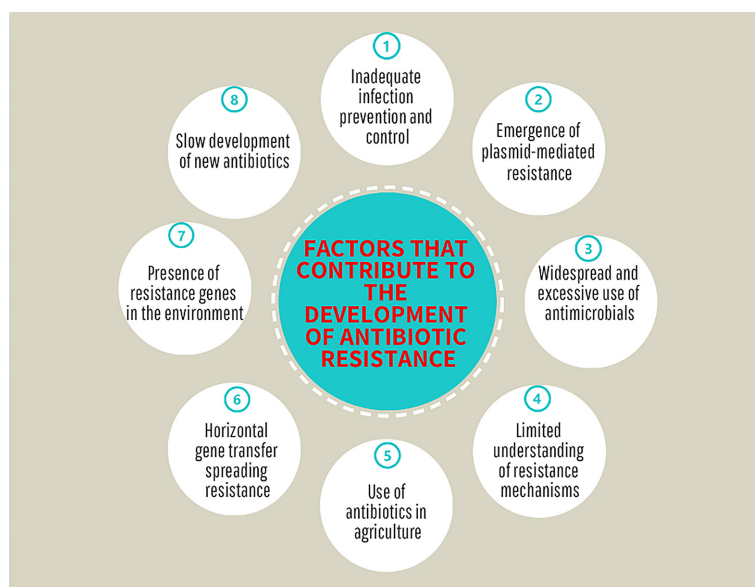 FACTORS THAT
CONTRIBUTE TO
THE
DEVELOPMENT
OF ANTIBIOTIC
RESISTANCE
1
Inadequate
infection
prevention and
control
2
Emergence of
plasmid-mediated
resistance
3
Widespread and
excessive use of
antimicrobials
4
Limited
understanding
of resistance
mechanisms
5
Use of
antibiotics in
agriculture
6
Horizontal
gene transfer
spreading
resistance
7
Presence of
resistance genes
in the environment
8
Slow development
of new antibiotics